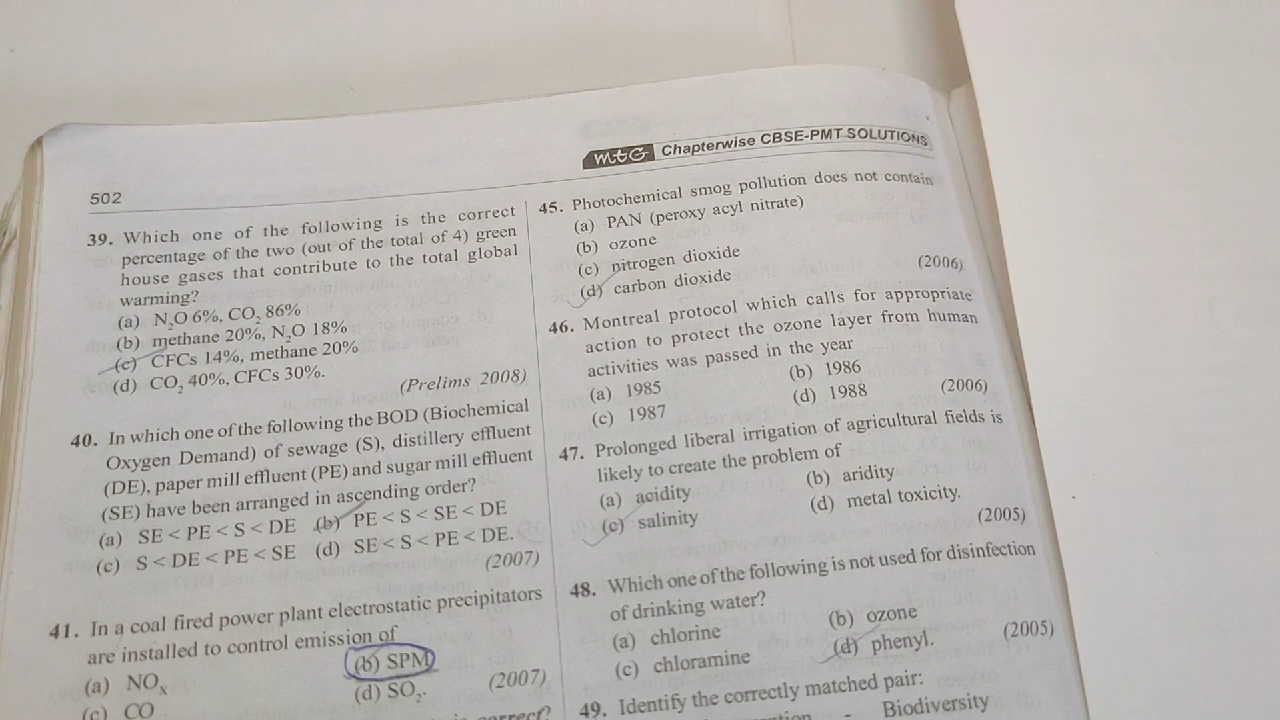 mtG Chapterwise CBSE-PMT SOLUTIONS
502
39. Which one of the following is the correct
percentage of the two (out of the total of 4) green
house gases that contribute to the total global
warming?
(a) N₂O 6%, CO₂ 86%
(b) methane 20%, N₂O 18%
(c) CFCs 14%, methane 20%
(d) CO₂ 40%, CFCs 30%.
(Prelims 2008)
40. In which one of the following the BOD (Biochemical
Oxygen Demand) of sewage (S), distillery effluent
(DE), paper mill effluent (PE) and sugar mill effluent
(SE) have been arranged in ascending order?
(a) SE < PE < S < DE (b) PE < S < SE < DE
(c) S < DE < PE < SE (d) SE < S < PE < DE.
(2007)
41. In a coal fired power plant electrostatic precipitators
are installed to control emission of
(a) NOₓ (b) SPM
(c) CO (d) SO₂.
(2007)
correct?
45. Photochemical smog pollution does not contain
(a) PAN (peroxy acyl nitrate)
(b) ozone
(c) nitrogen dioxide
(d) carbon dioxide (2006)
46. Montreal protocol which calls for appropriate
action to protect the ozone layer from human
activities was passed in the year
(a) 1985 (b) 1986
(c) 1987 (d) 1988 (2006)
47. Prolonged liberal irrigation of agricultural fields is
likely to create the problem of
(a) acidity (b) aridity
(c) salinity (d) metal toxicity.
(2005)
48. Which one of the following is not used for disinfection
of drinking water?
(a) chlorine (b) ozone
(c) chloramine (d) phenyl. (2005)
49. Identify the correctly matched pair:
- Biodiversity